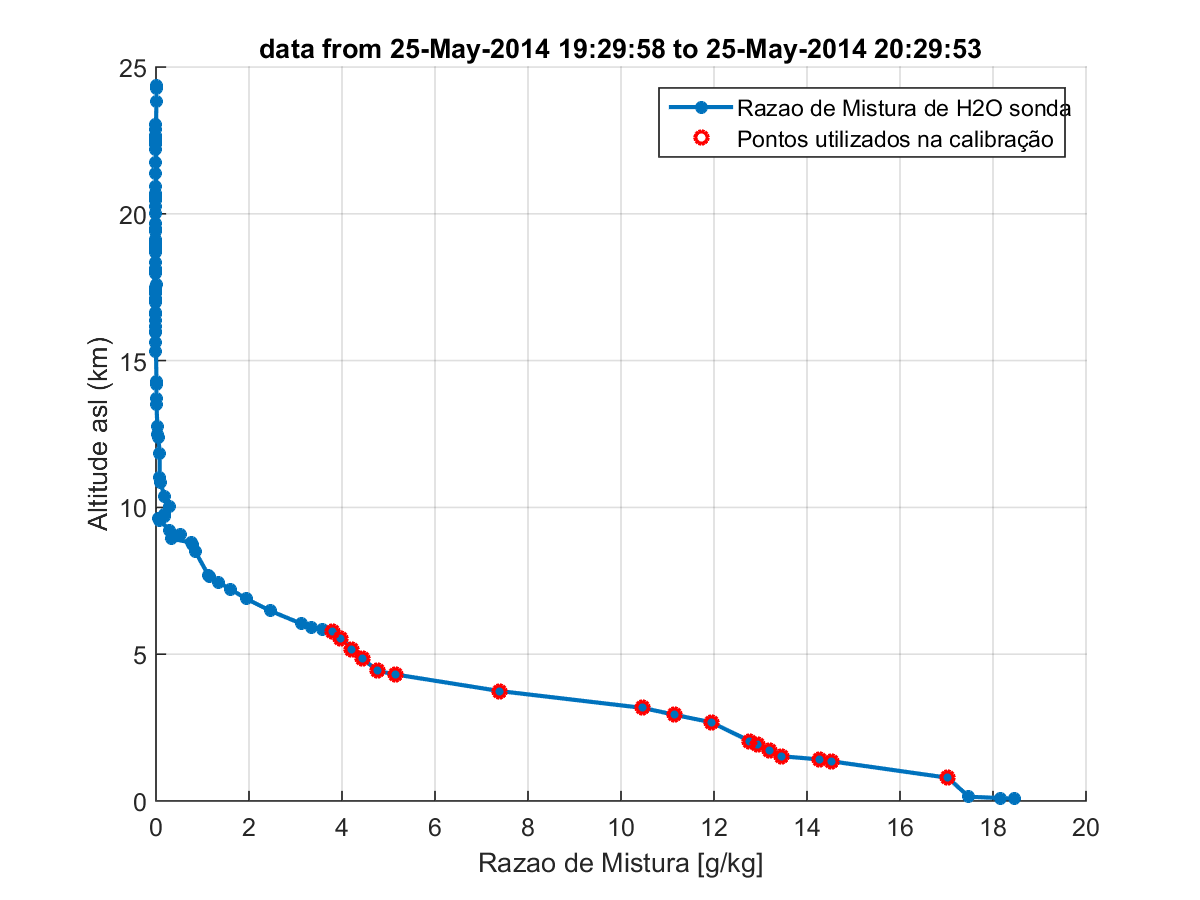 data from 25-May-2014 19:29:58 to 25-May-2014 20:29:53
Razao de Mistura de H2O sonda
Pontos utilizados na calibração
Altitude asl (km)
25
20
15
10
5
0
0 2 4 6 8 10 12 14 16 18 20
Razao de Mistura [g/kg]